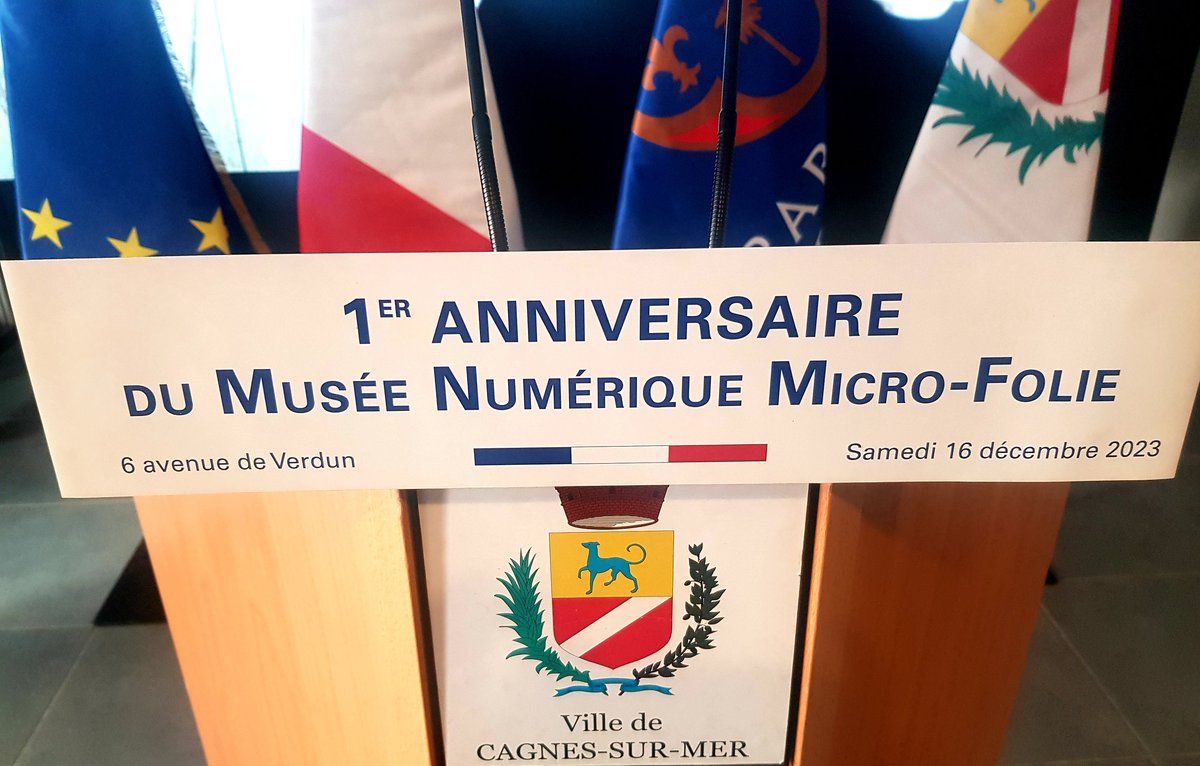 1ER ANNIVERSAIRE
DU MUSÉE NUMÉRIQUE MICRO-FOLIE
6 avenue de Verdun
Samedi 16 décembre 2023
Ville de
CAGNES-SUR-MER